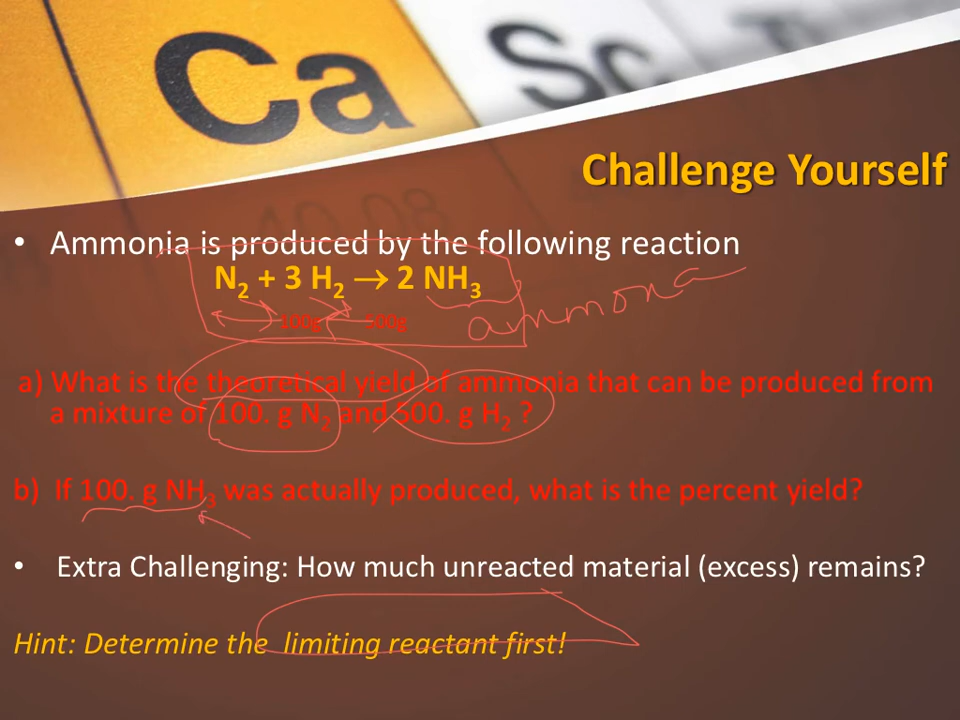 Ca Sc
Challenge Yourself
• Ammonia is produced by the following reaction
N₂ + 3 H₂ → 2 NH₃
100g 500g
ammona
a) What is the theoretical yield of ammonia that can be produced from
a mixture of 100. g N₂ and 500. g H₂ ?
b) If 100. g NH₃ was actually produced, what is the percent yield?
• Extra Challenging: How much unreacted material (excess) remains?
Hint: Determine the limiting reactant first!